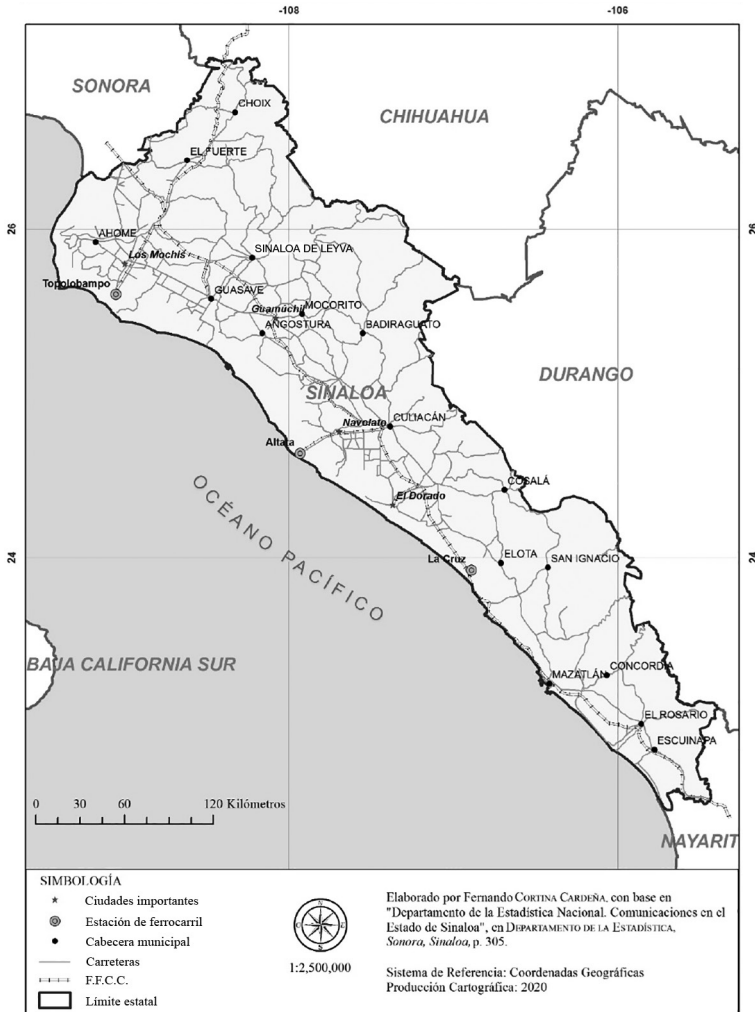 -108
-106
SONORA
CHIHUAHUA
CHOIX
EL FUERTE
26
26
AHOME
Los Mochis
SINALOA DE LEYVA
Topolobampo
GUASAVE
Guamúchil
MOCORITO
ANGOSTURA
BADIRAGUATO
DURANGO
SINALOA
Navolato
CULIACÁN
Altata
OCÉANO PACÍFICO
El Dorado
COSALÁ
24
24
La Cruz
ELOTA
SAN IGNACIO
BAJA CALIFORNIA SUR
MAZATLÁN
CONCORDIA
EL ROSARIO
ESCUINAPA
0 30 60 120 Kilómetros
NAYARIT
SIMBOLOGÍA
Ciudades importantes
Estación de ferrocarril
Cabecera municipal
Carreteras
F.F.C.C.
Límite estatal
1:2,500,000
Elaborado por Fernando CORTINA CARDEÑA, con base en
"Departamento de la Estadística Nacional. Comunicaciones en el
Estado de Sinaloa", en DEPARTAMENTO DE LA ESTADÍSTICA,
Sonora, Sinaloa, p. 305.
Sistema de Referencia: Coordenadas Geográficas
Producción Cartográfica: 2020